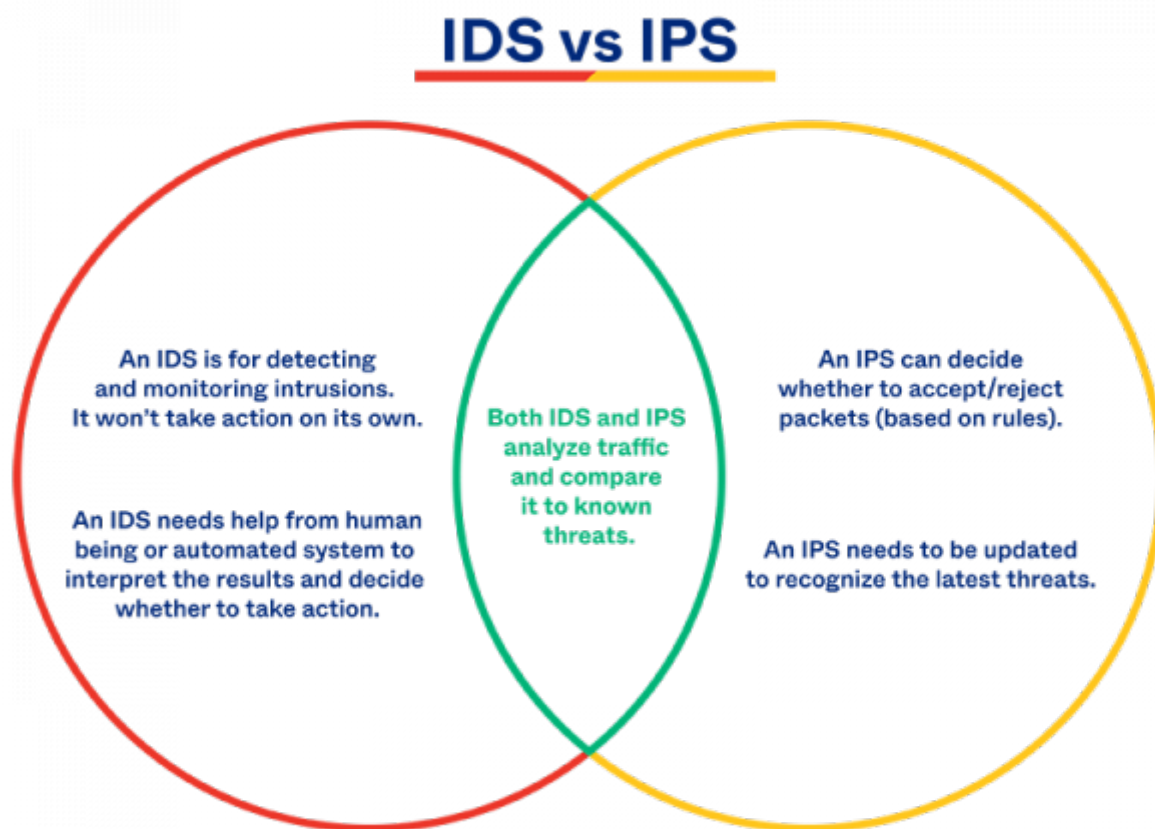 IDS vs IPS
An IDS is for detecting
and monitoring intrusions.
It won't take action on its own.
An IDS needs help from human
being or automated system to
interpret the results and decide
whether to take action.
Both IDS and IPS
analyze traffic
and compare
it to known
threats.
An IPS can decide
whether to accept/reject
packets (based on rules).
An IPS needs to be updated
to recognize the latest threats.